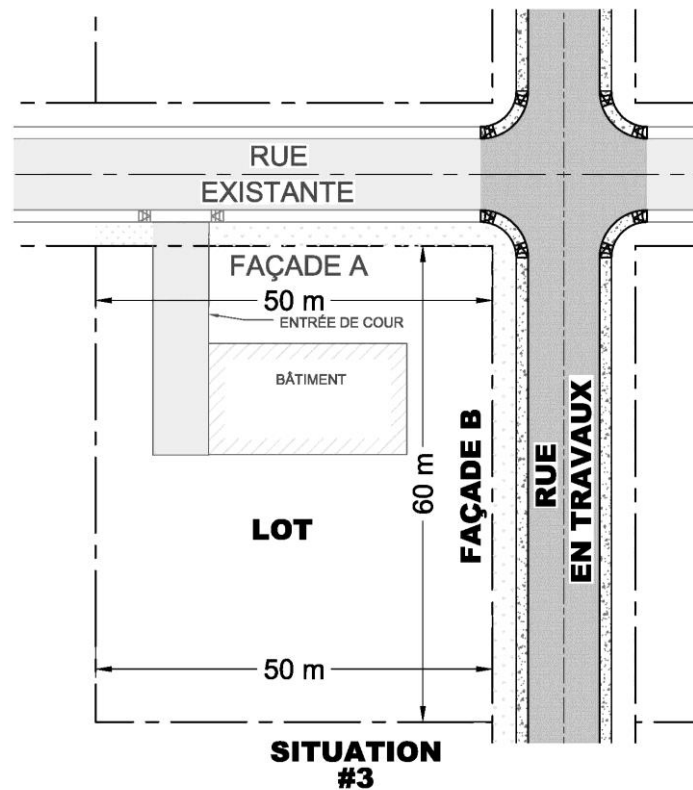 RUE
EXISTANTE
FAÇADE A
50 m
ENTRÉE DE COUR
BÂTIMENT
60 m
FAÇADE B
RUE
EN TRAVAUX
LOT
50 m
SITUATION
#3